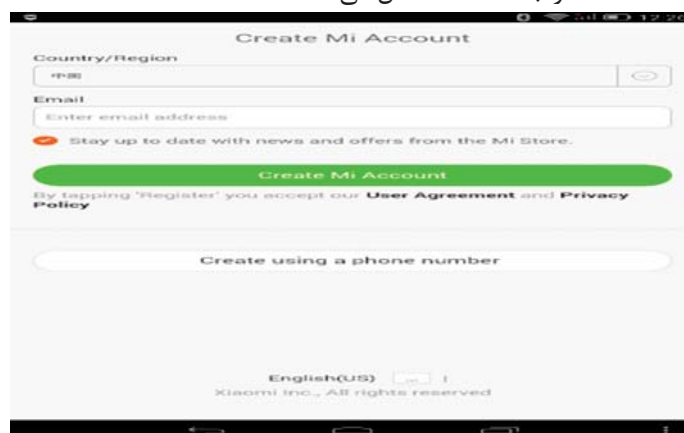 12:26
Create Mi Account
Country/Region
中国
Email
Enter email address
Stay up to date with news and offers from the Mi Store.
Create Mi Account
By tapping 'Register' you accept our User Agreement and Privacy
Policy
Create using a phone number
English(US) ... |
Xiaomi Inc., All rights reserved